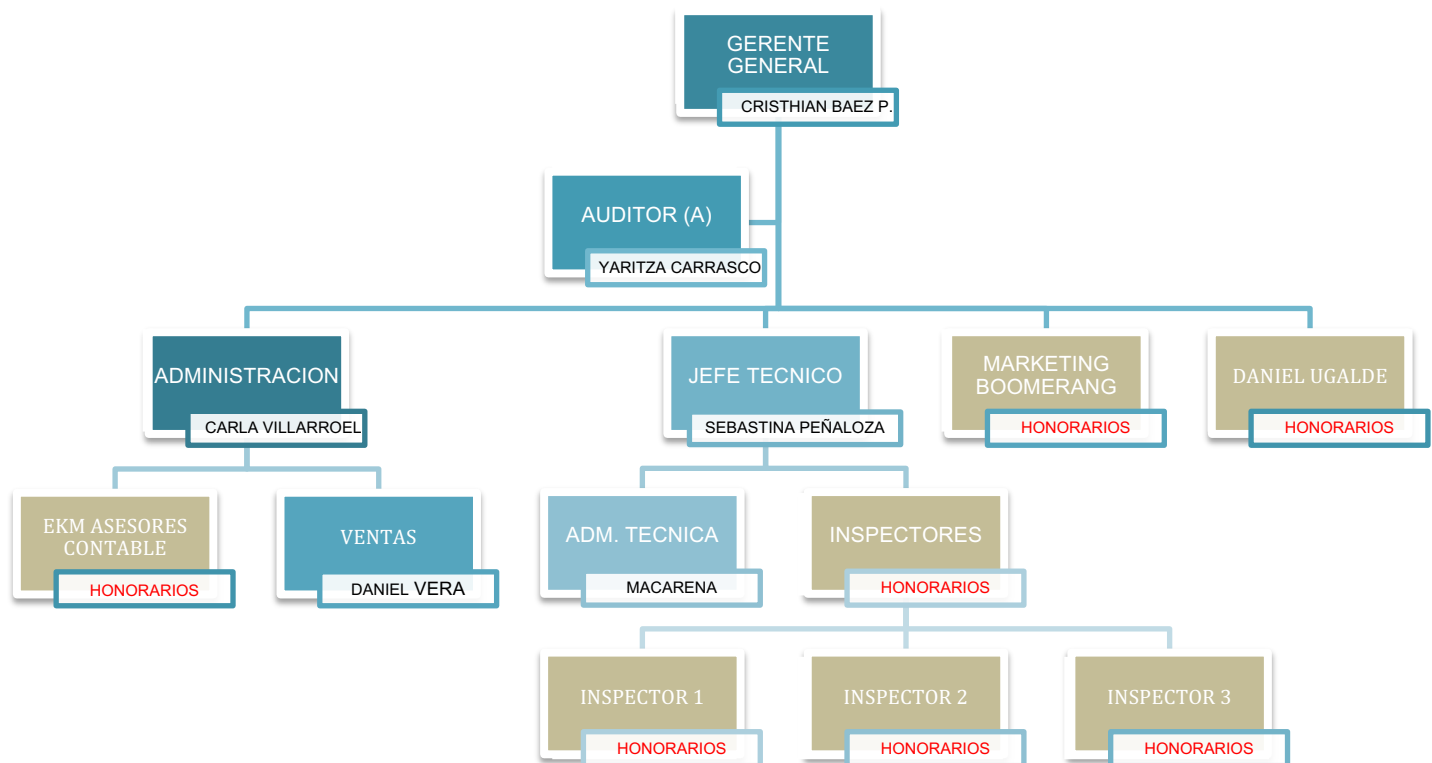 GERENTE
GENERAL
CRISTHIAN BAEZ P.
AUDITOR (A)
YARITZA CARRASCO
ADMINISTRACION
CARLA VILLARROEL
JEFE TECNICO
SEBASTINA PEÑALOZA
MARKETING
BOOMERANG
HONORARIOS
DANIEL UGALDE
HONORARIOS
EKM ASESORES
CONTABLE
HONORARIOS
VENTAS
DANIEL VERA
ADM. TECNICA
MACARENA
INSPECTORES
HONORARIOS
INSPECTOR 1
HONORARIOS
INSPECTOR 2
HONORARIOS
INSPECTOR 3
HONORARIOS